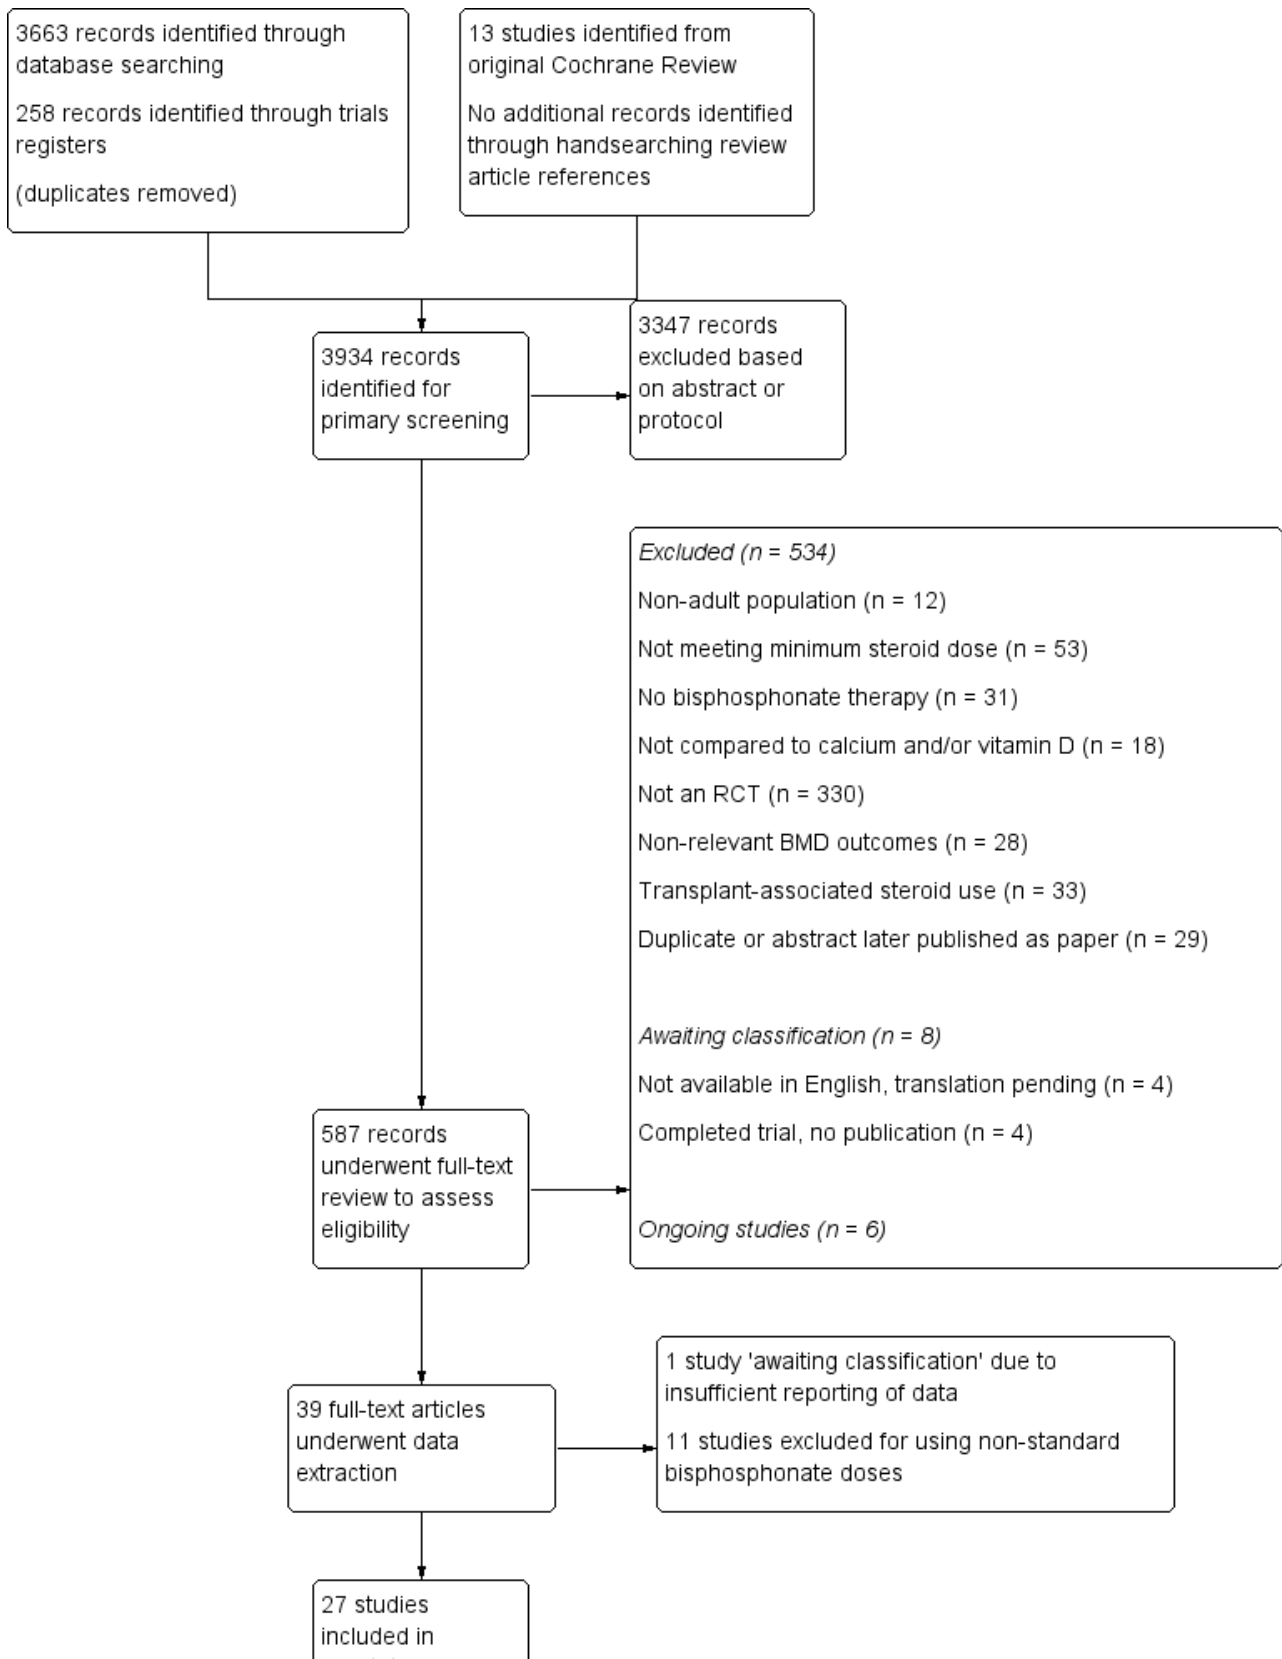 3663 records identified through
database searching
258 records identified through trials
registers
(duplicates removed)
13 studies identified from
original Cochrane Review
No additional records identified
through handsearching review
article references
3934 records
identified for
primary screening
3347 records
excluded based
on abstract or
protocol
Excluded (n = 534)
Non-adult population (n = 12)
Not meeting minimum steroid dose (n = 53)
No bisphosphonate therapy (n = 31)
Not compared to calcium and/or vitamin D (n = 18)
Not an RCT (n = 330)
Non-relevant BMD outcomes (n = 28)
Transplant-associated steroid use (n = 33)
Duplicate or abstract later published as paper (n = 29)
Awaiting classification (n = 8)
Not available in English, translation pending (n = 4)
Completed trial, no publication (n = 4)
Ongoing studies (n = 6)
587 records
underwent full-text
review to assess
eligibility
39 full-text articles
underwent data
extraction
1 study 'awaiting classification' due to
insufficient reporting of data
11 studies excluded for using non-standard
bisphosphonate doses
27 studies
included in